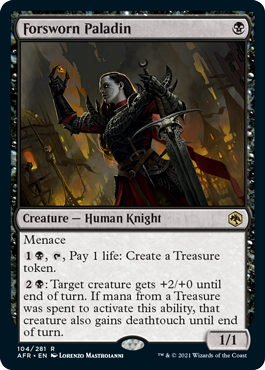 Forsworn Paladin
Creature — Human Knight
Menace
1, Pay 1 life: Create a Treasure
token.
2: Target creature gets +2/+0 until
end of turn. If mana from a Treasure
was spent to activate this ability, that
creature also gains deathtouch until end
of turn.
1/1
104/281 R
AFR • EN LORENZO MASTROIANNI
™ & © 2021 Wizards of the Coast